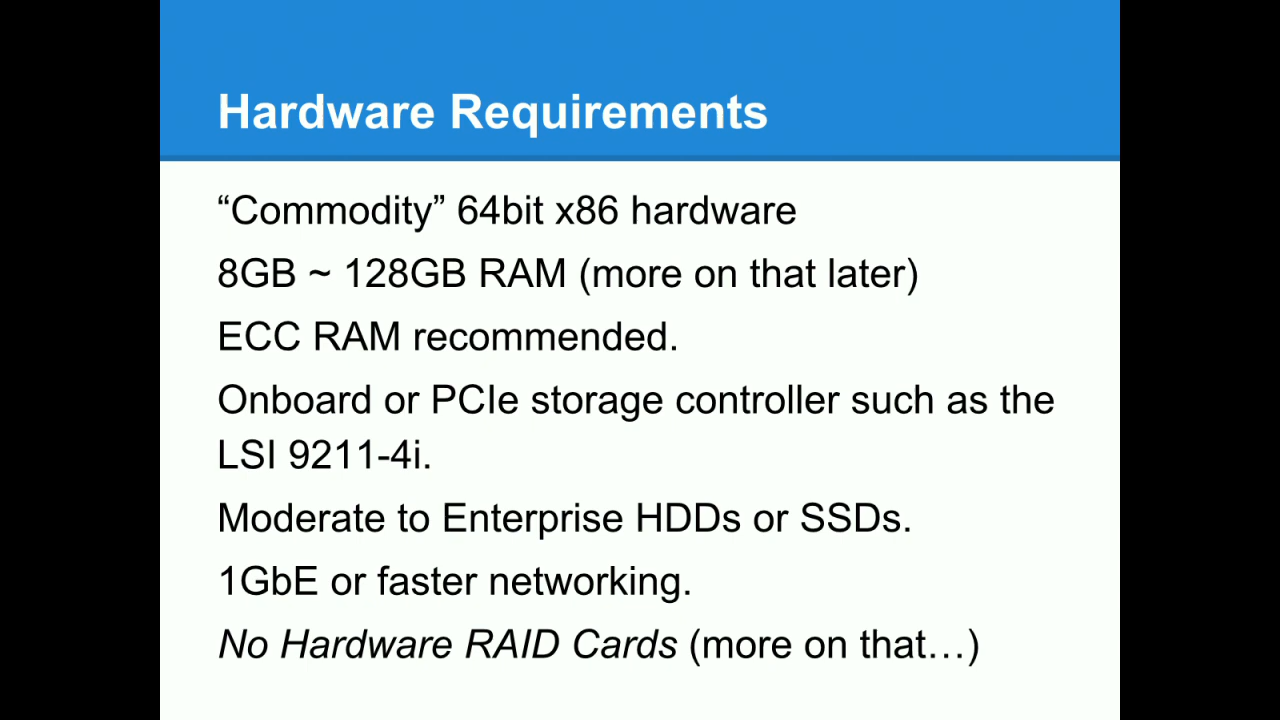 Hardware Requirements
“Commodity” 64bit x86 hardware
8GB ~ 128GB RAM (more on that later)
ECC RAM recommended.
Onboard or PCIe storage controller such as the
LSI 9211-4i.
Moderate to Enterprise HDDs or SSDs.
1GbE or faster networking.
No Hardware RAID Cards (more on that…)